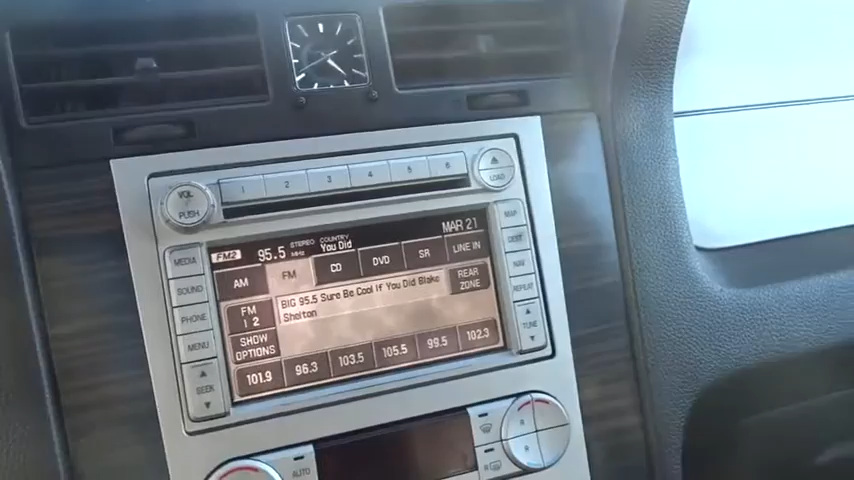 1 2 3 4 5 6
VOL
PUSH
LOAD
MEDIA
SOUND
PHONE
MENU
SEEK
MAP
DEST
NAV
REPEAT
TUNE
FM2 95.5 MHz STEREO COUNTRY You Did MAR 21
AM FM CD DVD SR LINE IN
FM
1 2
BIG 95.5 Sure Be Cool If You Did Blake
Shelton
REAR
ZONE
SHOW
OPTIONS
101.9 96.3 103.5 105.5 99.5 102.3
AUTO
R
R